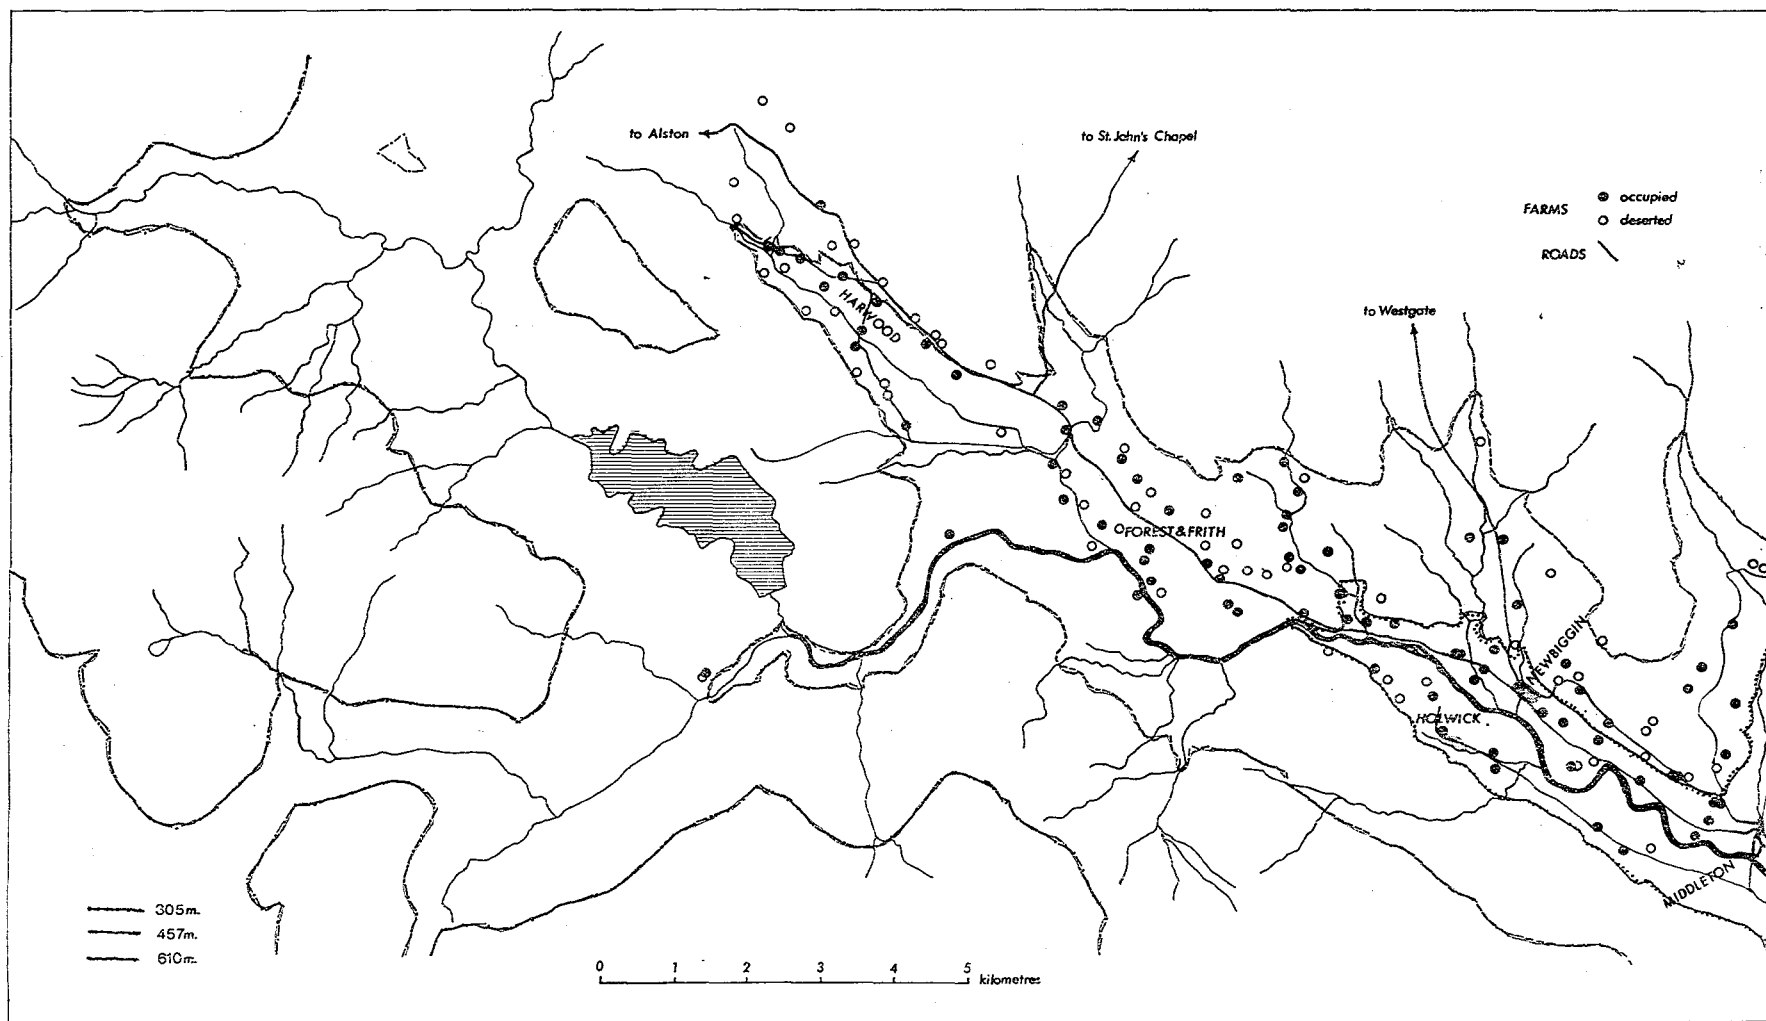 to Alston
to St. John's Chapel
FARMS
occupied
deserted
ROADS
to Westgate
HARWOOD
FOREST & FRITH
NEWBIGGIN
HOLWICK
MIDDLETON
305m.
457m.
610m.
0 1 2 3 4 5
kilometres